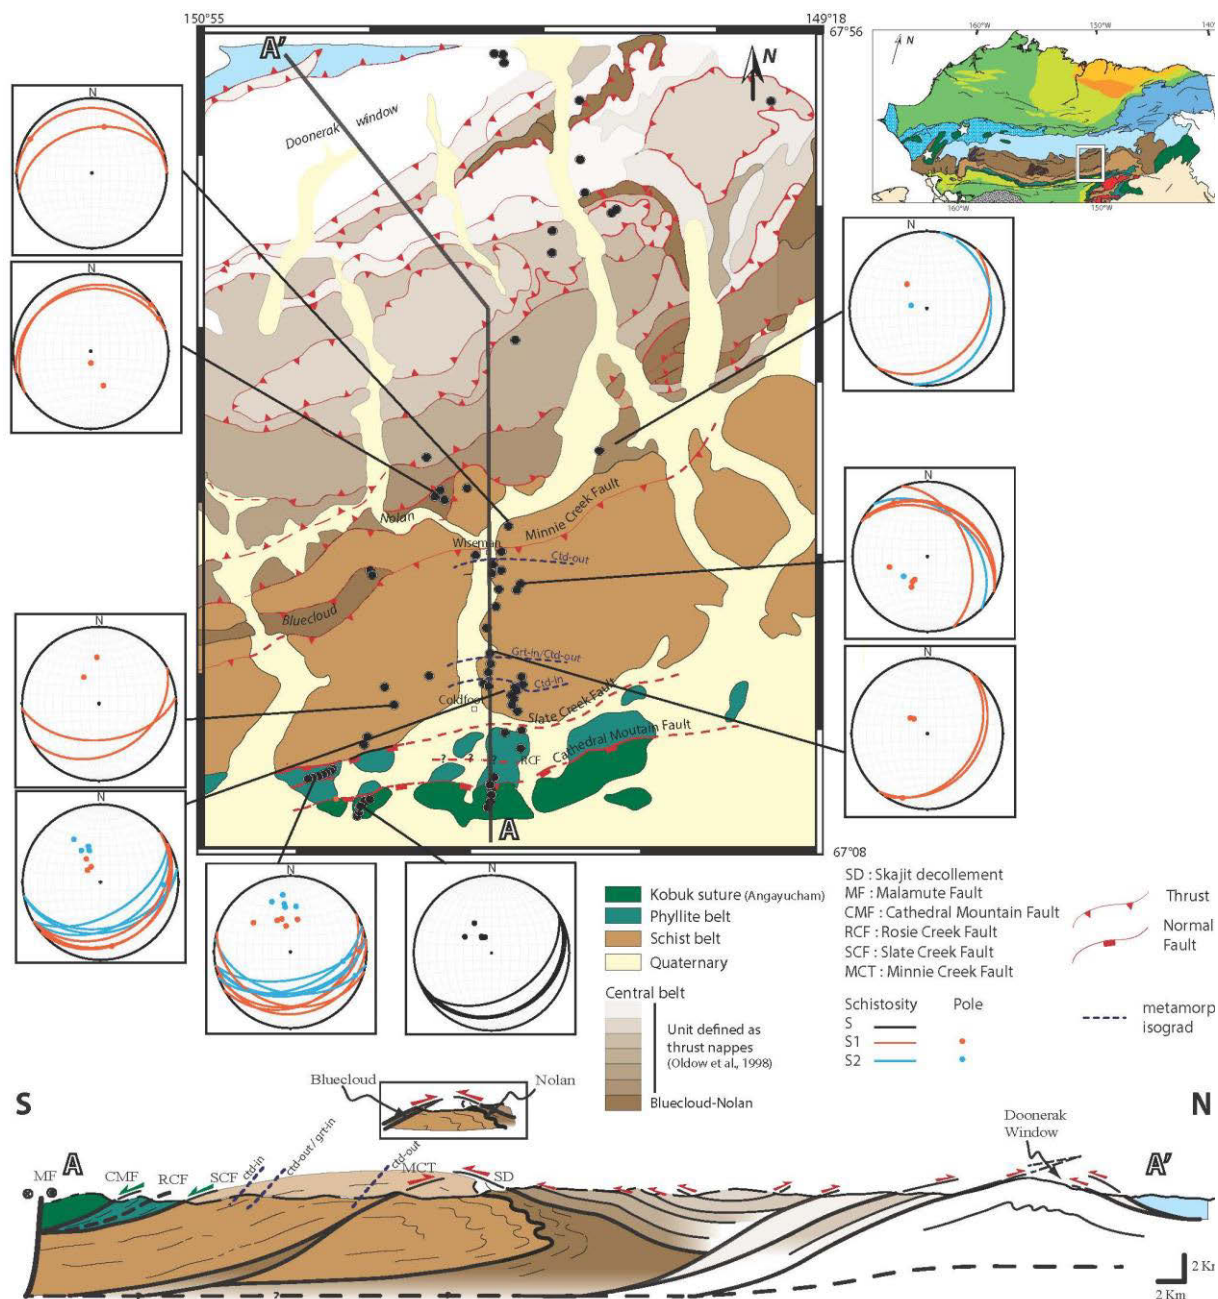 150°55
149°18
67°56
A'
N
Doonerak window
N
160°W
150°W
160°W
150°W
N
N
N
N
N
N
N
N
N
Nolan
Minnie Creek Fault
Wiseman
Ctd-out
Bluecloud
Grt-in/Ctd-out
Ctd-in
Coldfoot
Slate Creek Fault
Cathedral Moutain Fault
? ? ?
RCF
A
67°08
Kobuk suture (Angayucham)
Phyllite belt
Schist belt
Quaternary
Central belt
Unit defined as
thrust nappes
(Oldow et al., 1998)
Bluecloud-Nolan
SD : Skajit decollement
MF : Malamute Fault
CMF : Cathedral Mountain Fault
RCF : Rosie Creek Fault
SCF : Slate Creek Fault
MCT : Minnie Creek Fault
Thrust
Normal
Fault
Schistosity Pole
S
S1
S2
metamorp
isograd
Bluecloud
Nolan
S
N
Doonerak
Window
A
A'
MF
CMF
RCF
SCF
ctd-in
ctd-out / grt-in
ctd-out
MCT
SD
?
2 Km
2 Km